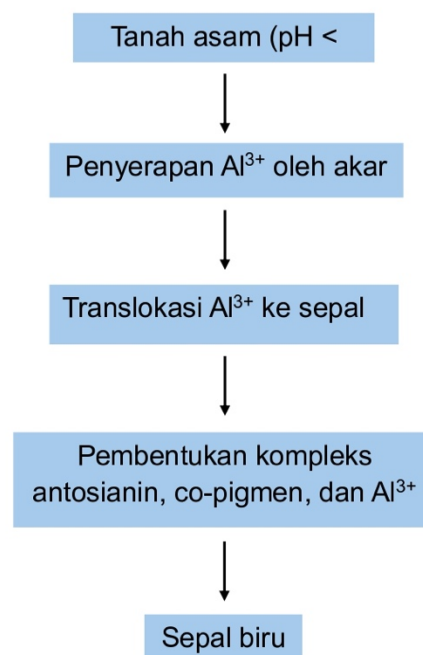 Tanah asam (pH <
Penyerapan Al³⁺ oleh akar
Translokasi Al³⁺ ke sepal
Pembentukan kompleks
antosianin, co-pigmen, dan Al³⁺
Sepal biru